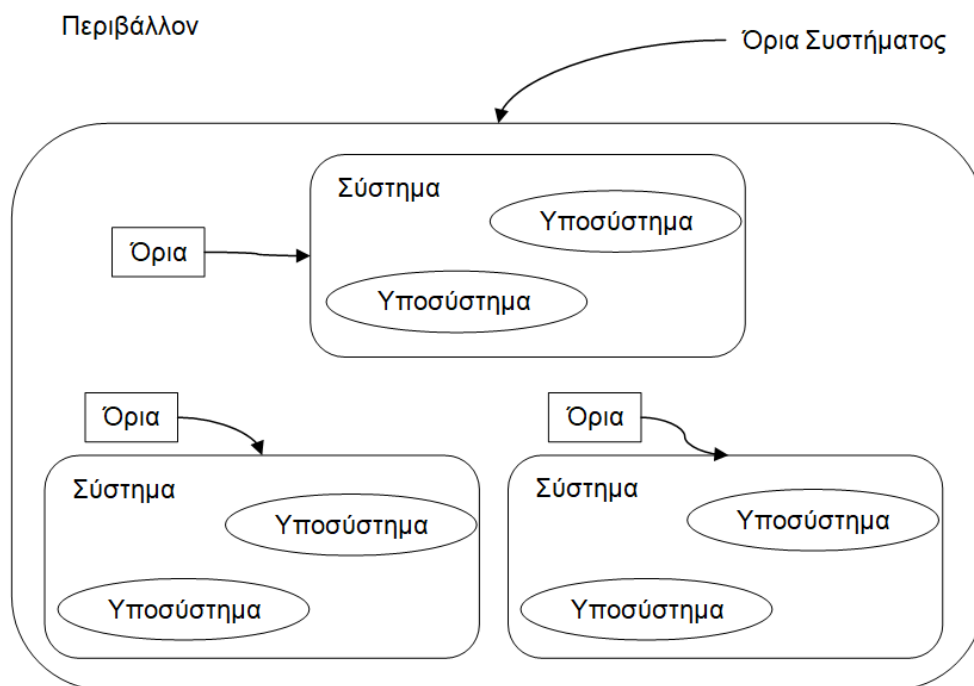 Περιβάλλον
Όρια Συστήματος
Σύστημα
Υποσύστημα
Όρια
Υποσύστημα
Όρια
Όρια
Σύστημα
Υποσύστημα
Υποσύστημα
Σύστημα
Υποσύστημα
Υποσύστημα